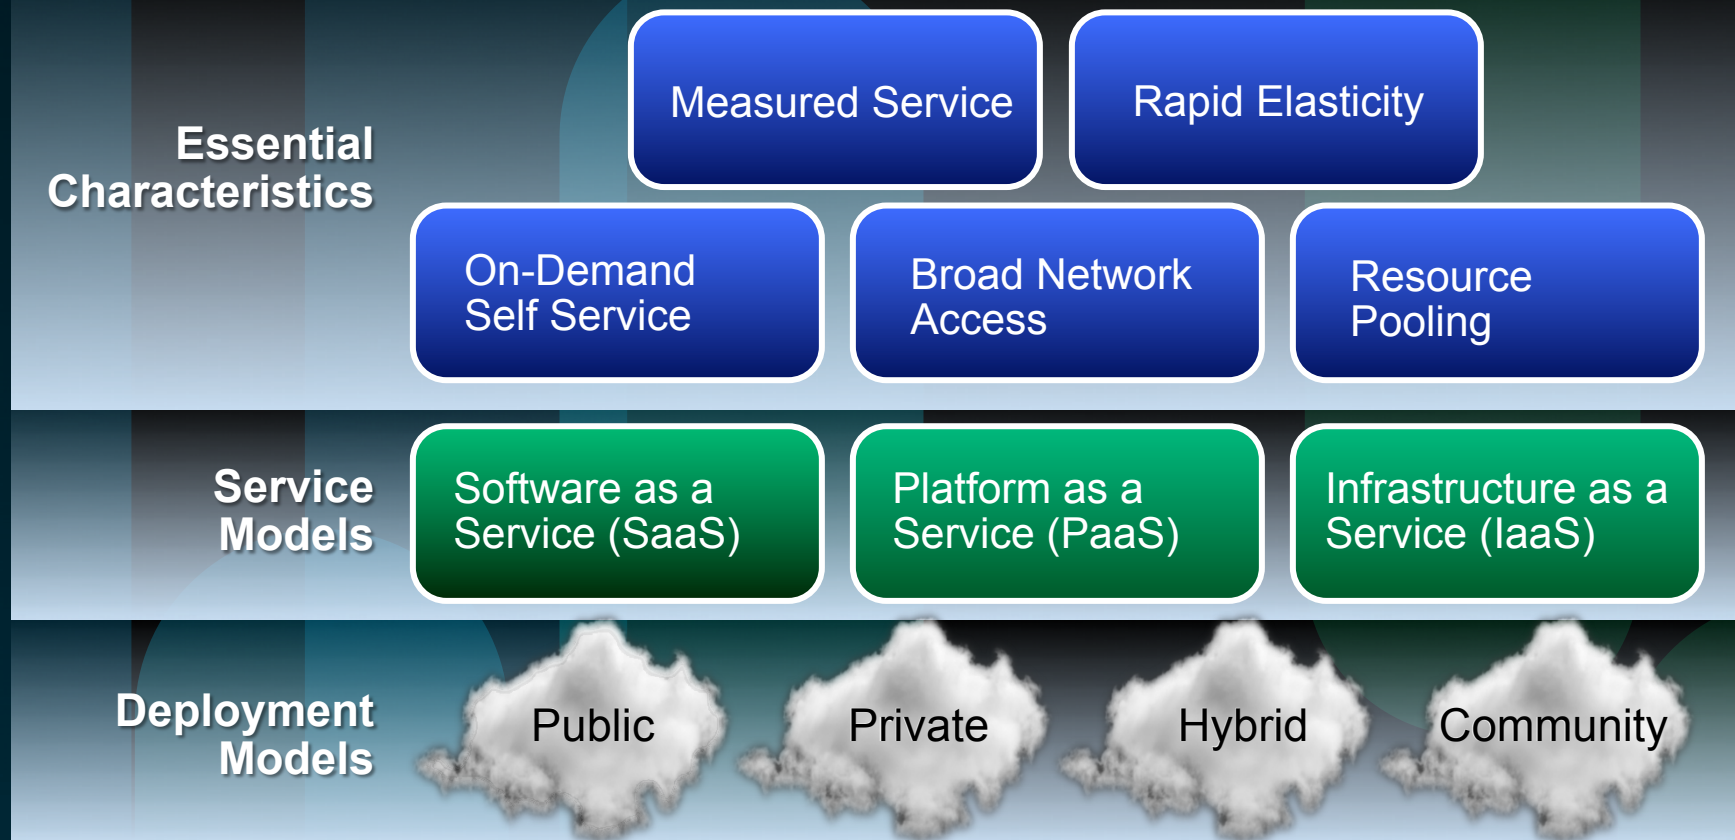 Essential
Characteristics
Measured Service
Rapid Elasticity
On-Demand
Self Service
Broad Network
Access
Resource
Pooling
Service
Models
Software as a
Service (SaaS)
Platform as a
Service (PaaS)
Infrastructure as a
Service (IaaS)
Deployment
Models
Public
Private
Hybrid
Community